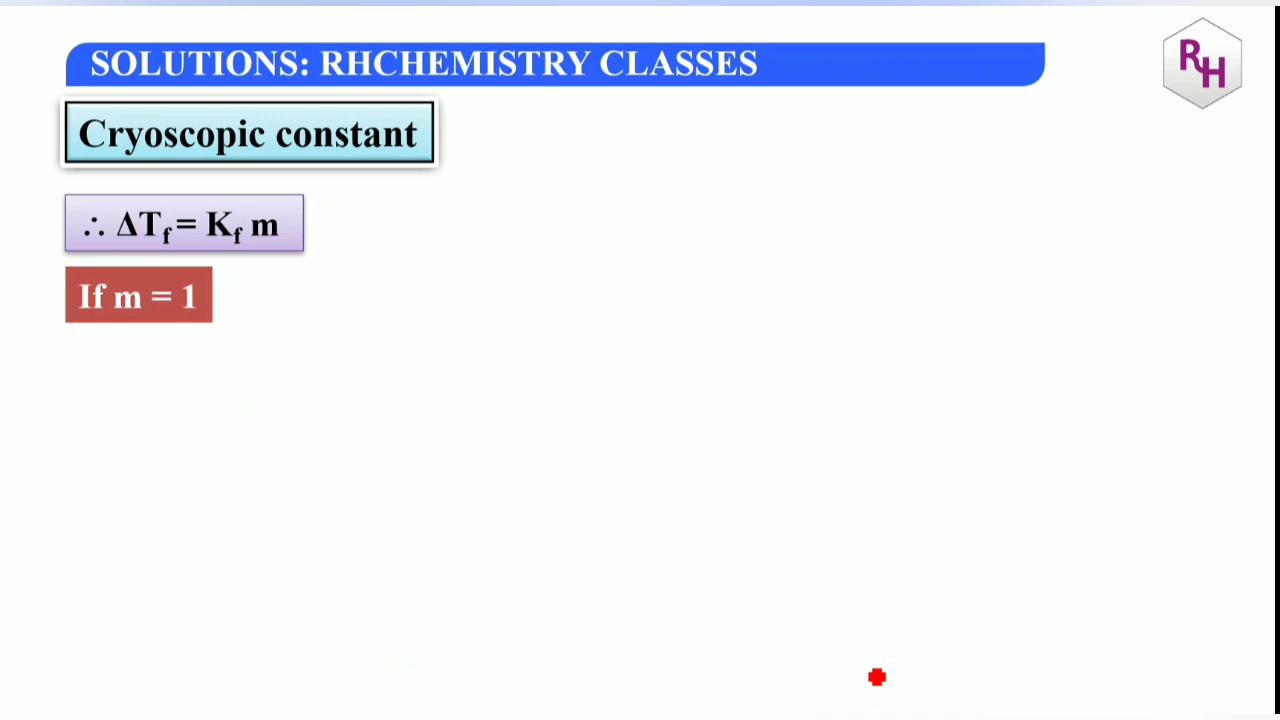 SOLUTIONS: RHCHEMISTRY CLASSES
RH
Cryoscopic constant
∴ ΔTf = Kf m
If m = 1